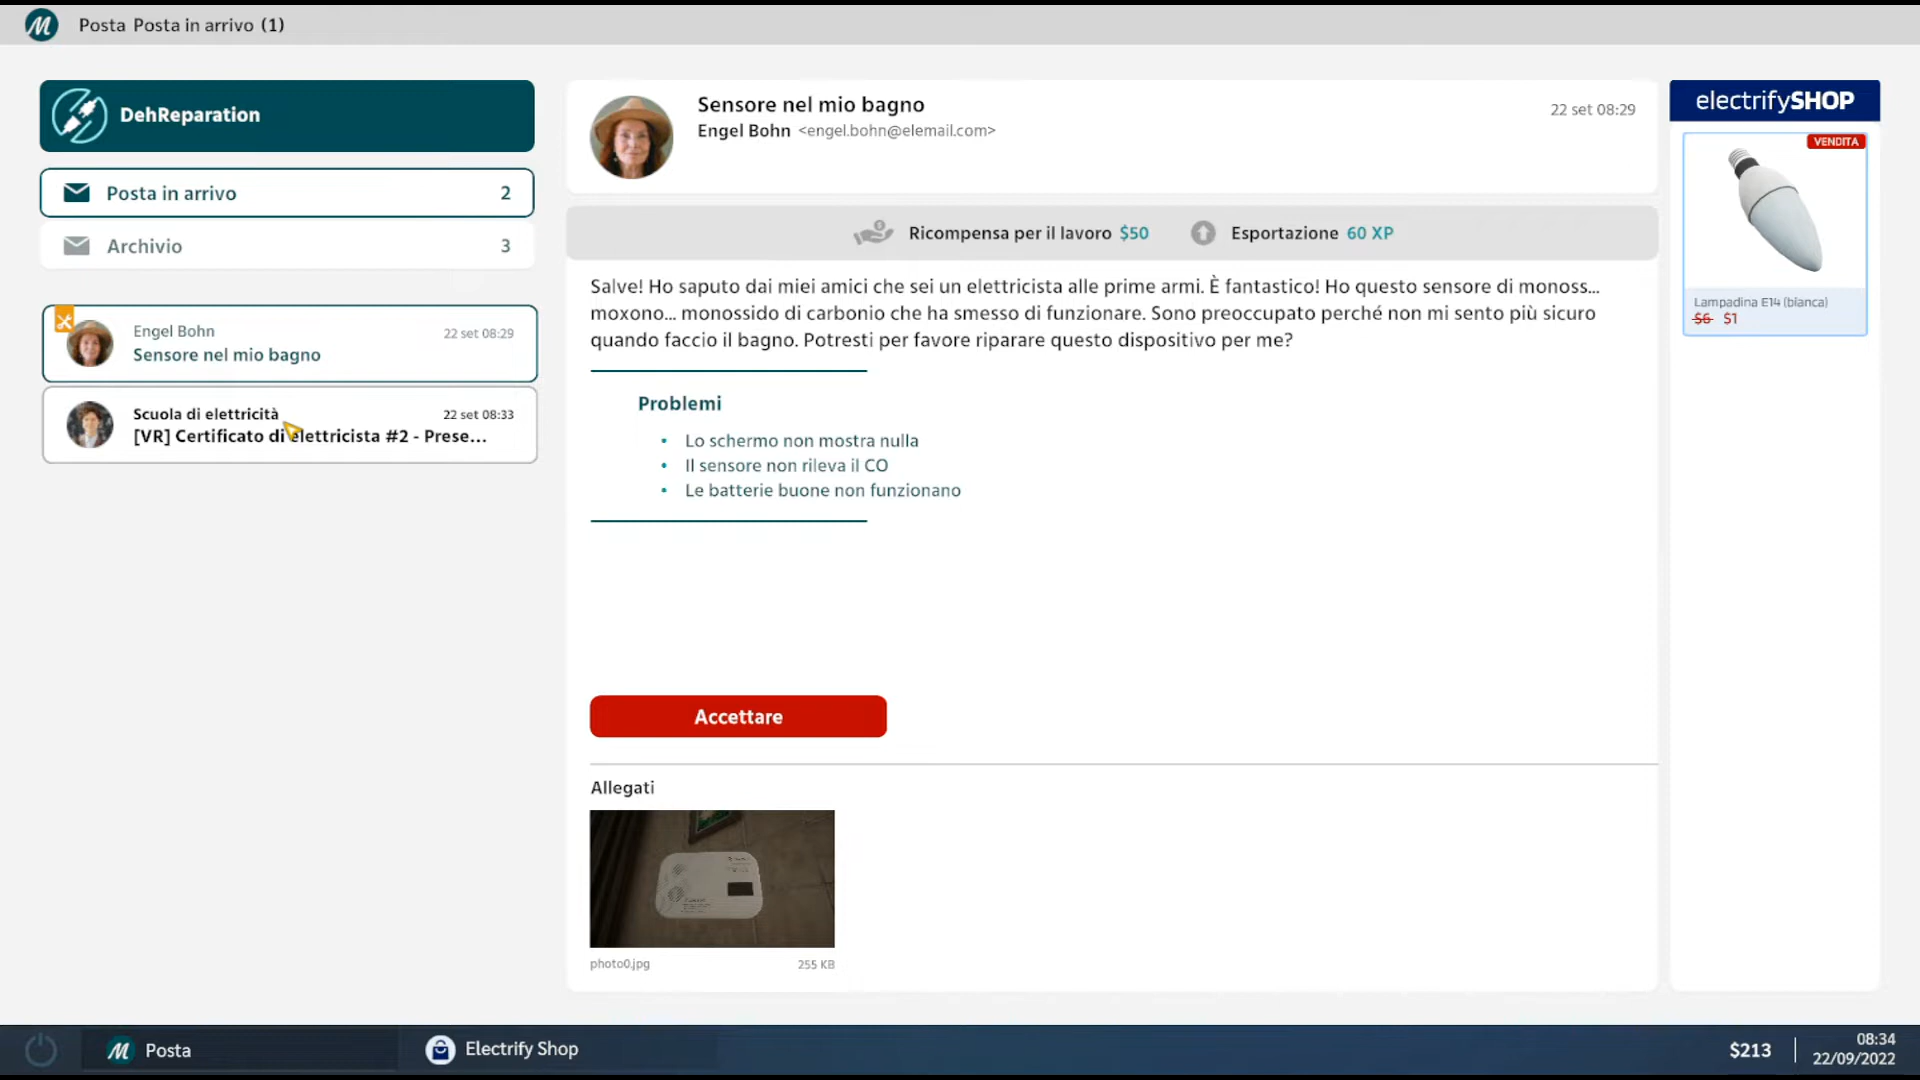 Posta Posta in arrivo (1)
DehReparation
Posta in arrivo 2
Archivio 3
Engel Bohn 22 set 08:29
Sensore nel mio bagno
Scuola di elettricità 22 set 08:33
[VR] Certificato di elettricista #2 - Prese...
Sensore nel mio bagno 22 set 08:29
Engel Bohn <engel.bohn@elemail.com>
Ricompensa per il lavoro $50 Esportazione 60 XP
Salve! Ho saputo dai miei amici che sei un elettricista alle prime armi. È fantastico! Ho questo sensore di monoss...
moxono... monossido di carbonio che ha smesso di funzionare. Sono preoccupato perché non mi sento più sicuro
quando faccio il bagno. Potresti per favore riparare questo dispositivo per me?
Problemi
• Lo schermo non mostra nulla
• Il sensore non rileva il CO
• Le batterie buone non funzionano
Accettare
Allegati
photo0.jpg 255 KB
electrifySHOP
VENDITA
Lampadina E14 (bianca)
$6 $1
Posta
Electrify Shop
$213
08:34
22/09/2022